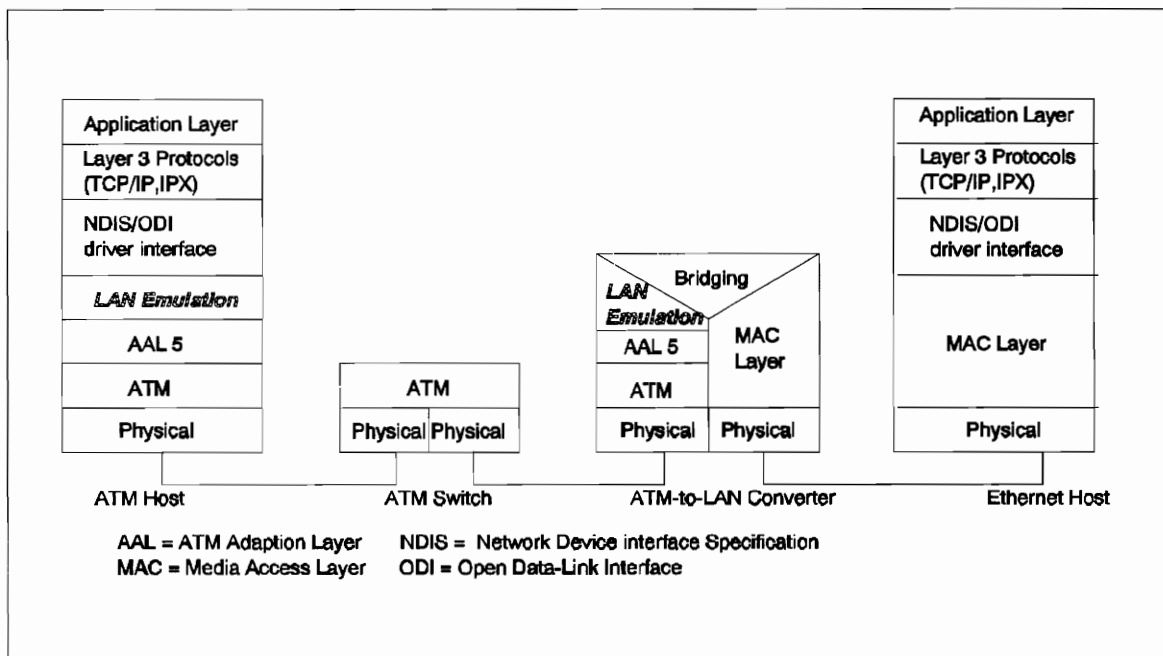 Application Layer
Layer 3 Protocols
(TCP/IP,IPX)
NDIS/ODI
driver interface
LAN Emulation
AAL 5
ATM
Physical
ATM Host
ATM
Physical Physical
ATM Switch
Bridging
LAN
Emulation
AAL 5
ATM
Physical
MAC
Layer
Physical
ATM-to-LAN Converter
Application Layer
Layer 3 Protocols
(TCP/IP,IPX)
NDIS/ODI
driver interface
MAC Layer
Physical
Ethernet Host
AAL = ATM Adaption Layer NDIS = Network Device interface Specification
MAC = Media Access Layer ODI = Open Data-Link Interface